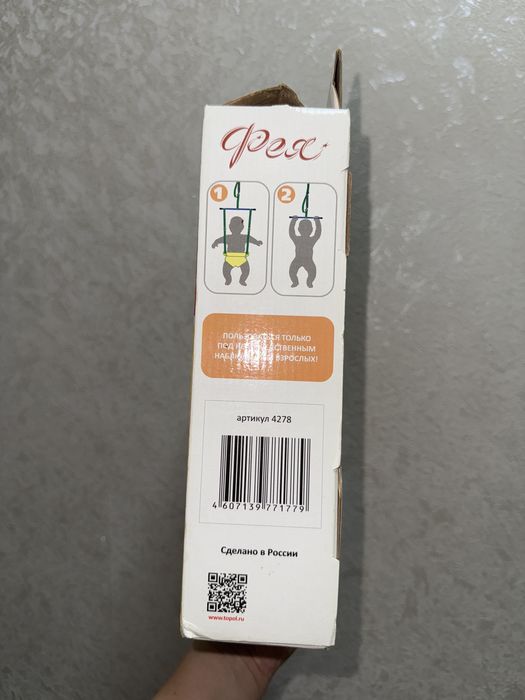 Фея
1
2
ПОЛЬЗОВАТЬСЯ ТОЛЬКО
ПОД НЕПОСРЕДСТВЕННЫМ
НАБЛЮДЕНИЕМ ВЗРОСЛЫХ!
артикул 4278
4 607139 771779
Сделано в России
www.topol.ru